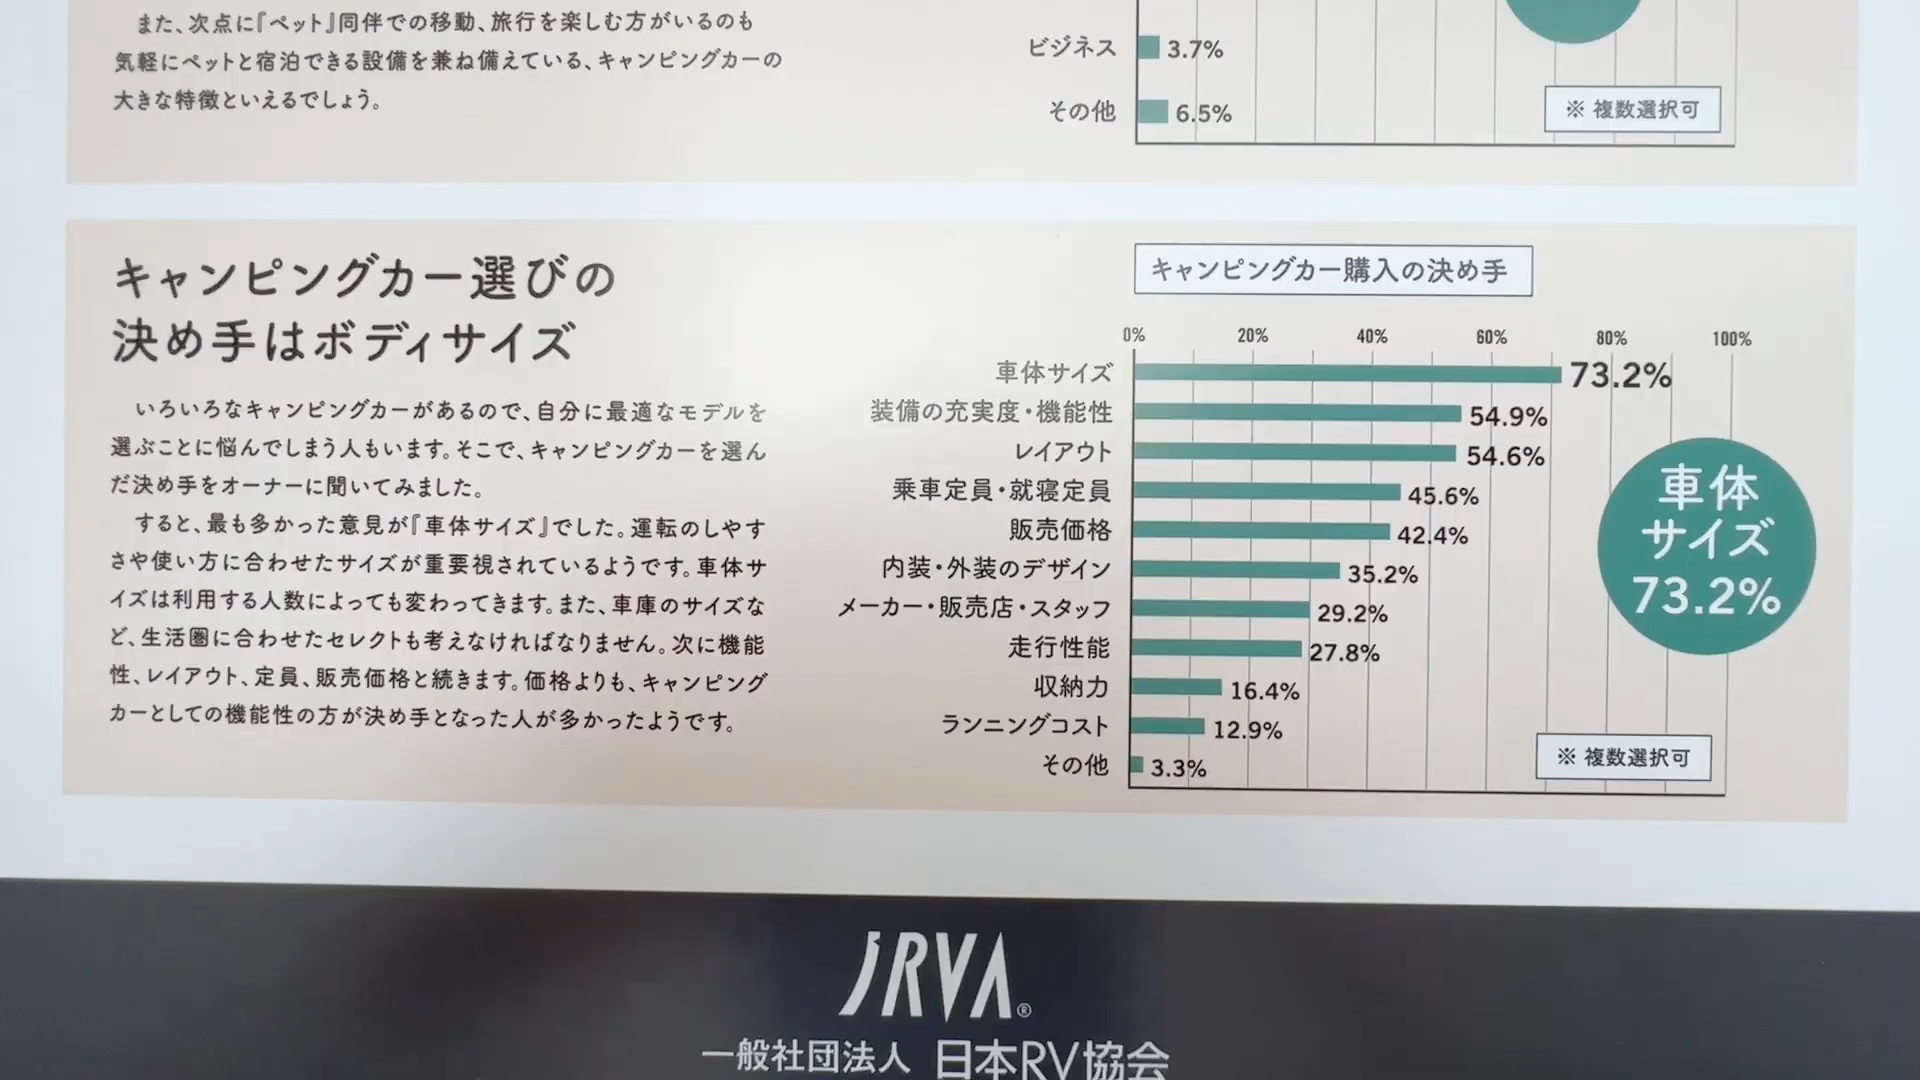 また、次点に『ペット』同伴での移動、旅行を楽しむ方がいるのも
気軽にペットと宿泊できる設備を兼ね備えている、キャンピングカーの
大きな特徴といえるでしょう。
ビジネス 3.7%
その他 6.5%
※ 複数選択可
キャンピングカー選びの
決め手はボディサイズ
いろいろなキャンピングカーがあるので、自分に最適なモデルを
選ぶことに悩んでしまう人もいます。そこで、キャンピングカーを選ん
だ決め手をオーナーに聞いてみました。
すると、最も多かった意見が『車体サイズ』でした。運転のしやす
さや使い方に合わせたサイズが重要視されているようです。車体サ
イズは利用する人数によっても変わってきます。また、車庫のサイズな
ど、生活圏に合わせたセレクトも考えなければなりません。次に機能
性、レイアウト、定員、販売価格と続きます。価格よりも、キャンピング
カーとしての機能性の方が決め手となった人が多かったようです。
キャンピングカー購入の決め手
0% 20% 40% 60% 80% 100%
車体サイズ 73.2%
装備の充実度・機能性 54.9%
レイアウト 54.6%
乗車定員・就寝定員 45.6%
販売価格 42.4%
内装・外装のデザイン 35.2%
メーカー・販売店・スタッフ 29.2%
走行性能 27.8%
収納力 16.4%
ランニングコスト 12.9%
その他 3.3%
車体
サイズ
73.2%
※ 複数選択可
JRVA®
一般社団法人 日本RV協会